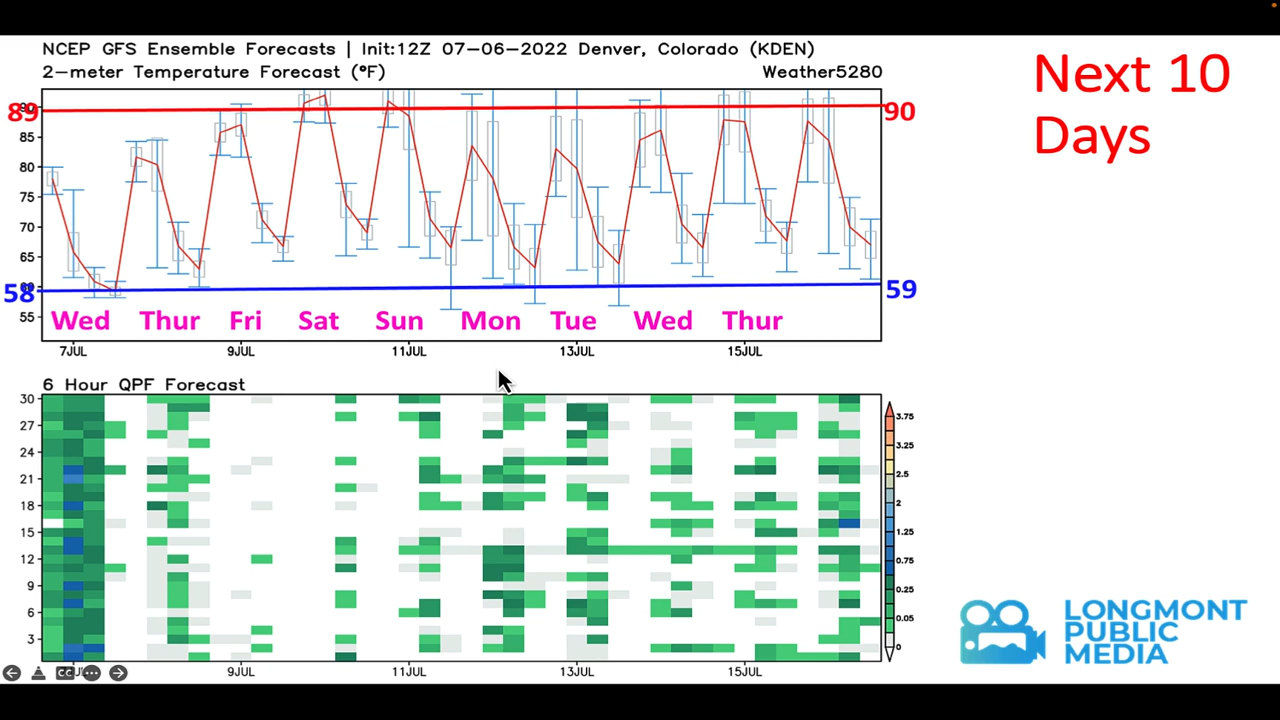 NCEP GFS Ensemble Forecasts | Init:12Z 07-06-2022 Denver, Colorado (KDEN)
2-meter Temperature Forecast (°F)
Weather5280
Next 10
Days
89
90
90
85
80
75
70
65
58
59
55
Wed Thur Fri Sat Sun Mon Tue Wed Thur
7JUL 9JUL 11JUL 13JUL 15JUL
6 Hour QPF Forecast
30
27
24
21
18
15
12
9
6
3
3.75
3.25
2.5
2
1.25
0.75
0.25
0.05
0
9JUL 11JUL 13JUL 15JUL
CC
LONGMONT
PUBLIC
MEDIA